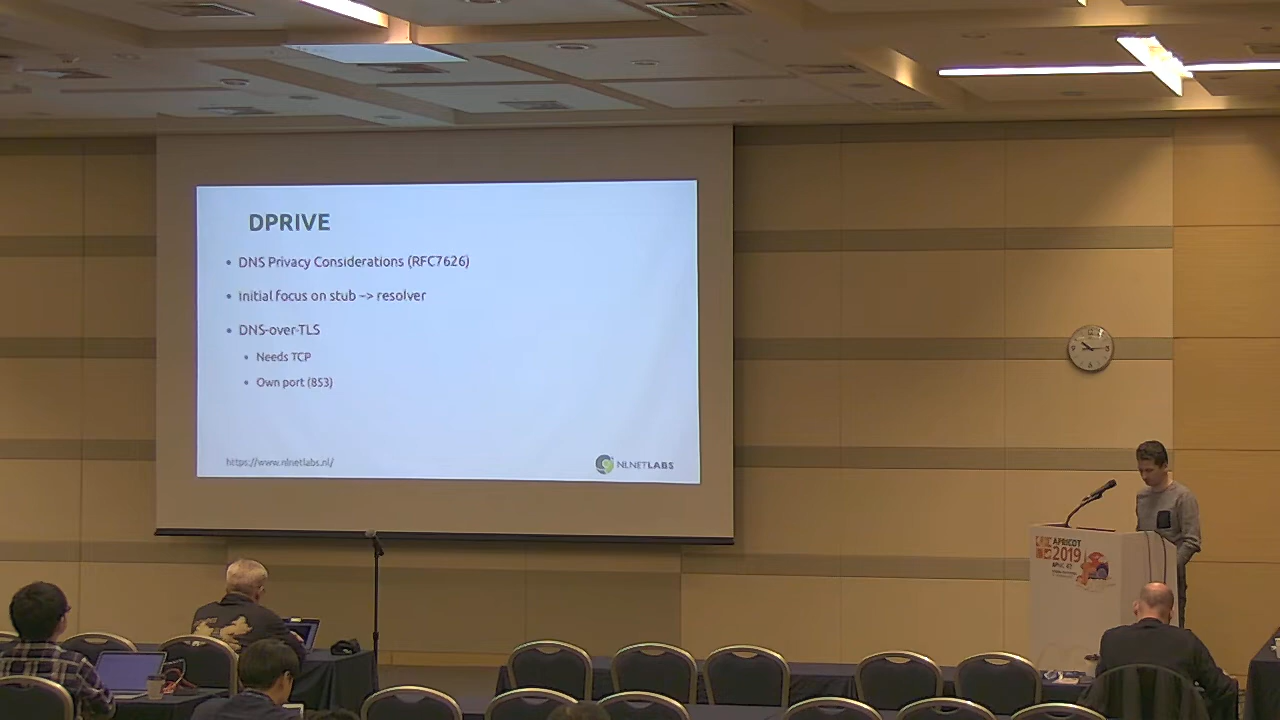 DPRIVE
• DNS Privacy Considerations (RFC7626)
• Initial focus on stub –> resolver
• DNS-over-TLS
• Needs TCP
• Own port (853)
https://www.nlnetlabs.nl/
NLNETLABS
APRICOT
2019